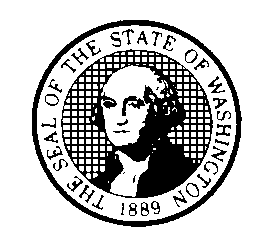 THE SEAL OF THE STATE OF WASHINGTON
1889